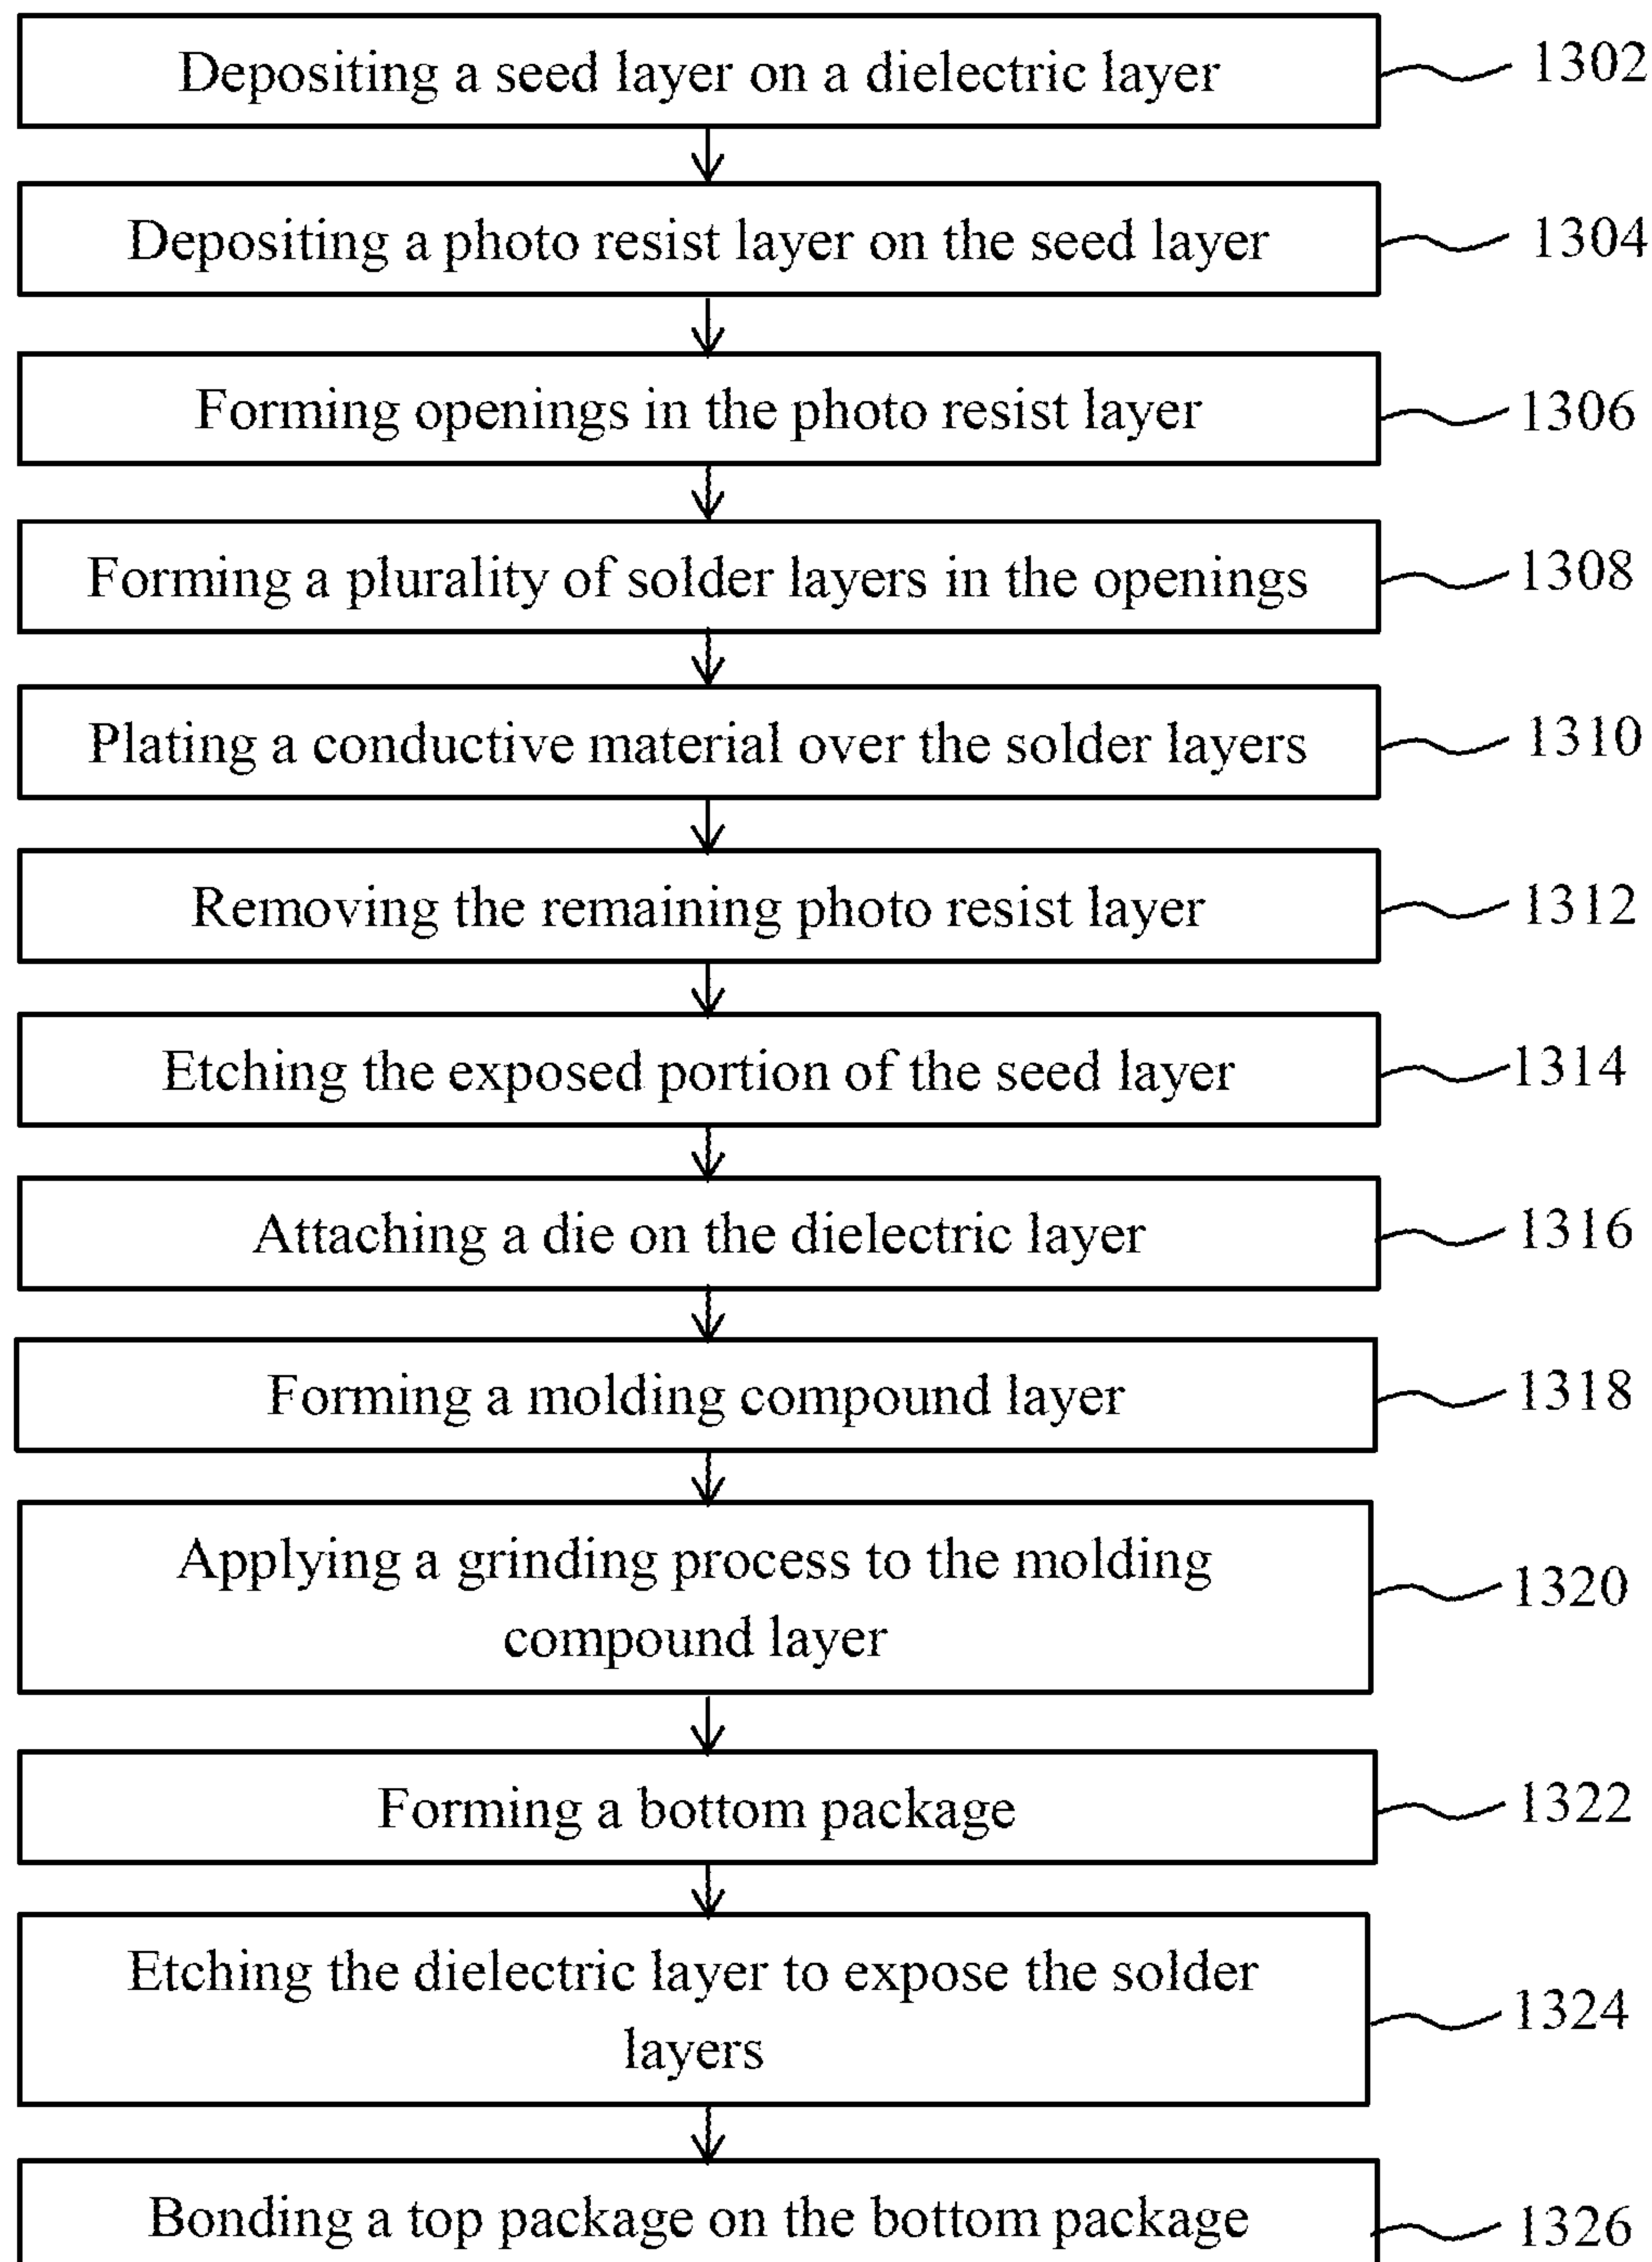 Depositing a seed layer on a dielectric layer 1302
Depositing a photo resist layer on the seed layer 1304
Forming openings in the photo resist layer 1306
Forming a plurality of solder layers in the openings 1308
Plating a conductive material over the solder layers 1310
Removing the remaining photo resist layer 1312
Etching the exposed portion of the seed layer 1314
Attaching a die on the dielectric layer 1316
Forming a molding compound layer 1318
Applying a grinding process to the molding
compound layer
1320
Forming a bottom package 1322
Etching the dielectric layer to expose the solder
layers
1324
Bonding a top package on the bottom package 1326